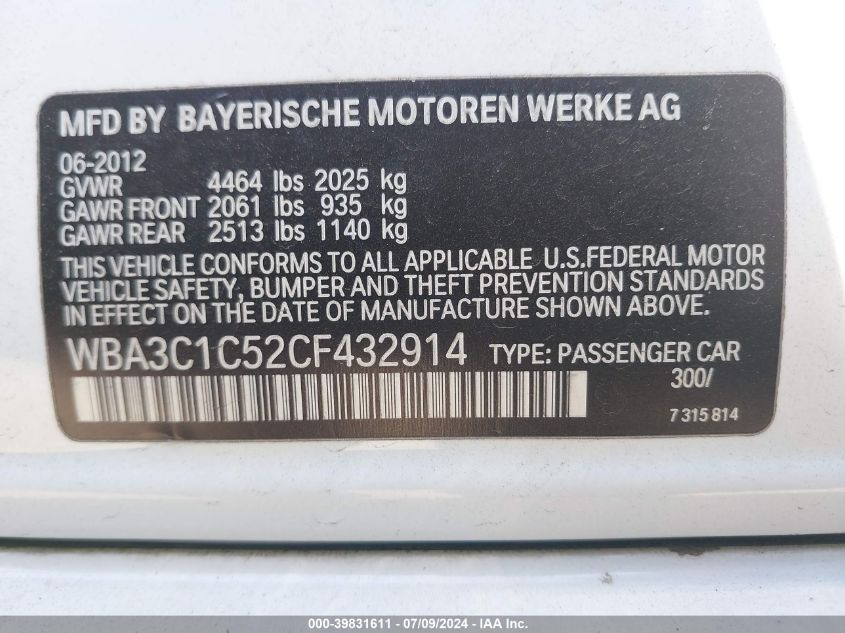 MFD BY BAYERISCHE MOTOREN WERKE AG
06-2012
GVWR 4464 lbs 2025 kg
GAWR FRONT 2061 lbs 935 kg
GAWR REAR 2513 lbs 1140 kg
THIS VEHICLE CONFORMS TO ALL APPLICABLE U.S.FEDERAL MOTOR
VEHICLE SAFETY, BUMPER AND THEFT PREVENTION STANDARDS
IN EFFECT ON THE DATE OF MANUFACTURE SHOWN ABOVE.
WBA3C1C52CF432914 TYPE: PASSENGER CAR
300/
7 315 814
000-39831611 - 07/09/2024 - IAA Inc.